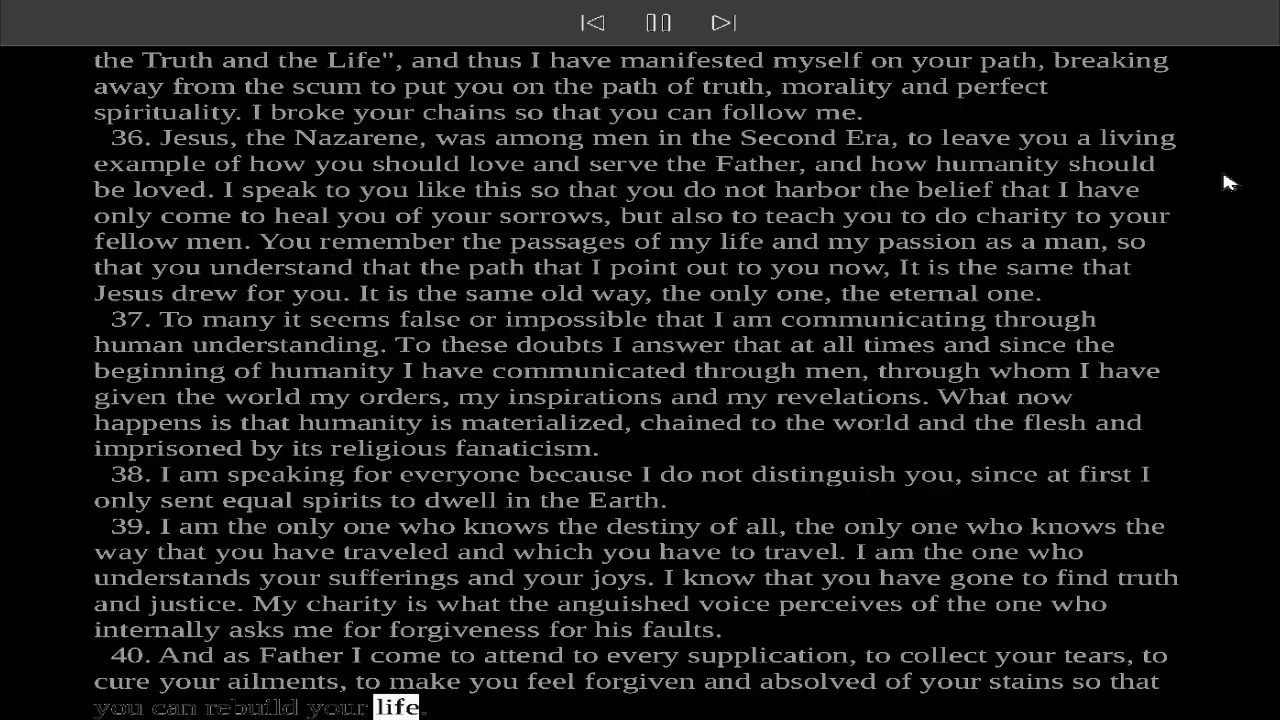 the Truth and the Life", and thus I have manifested myself on your path, breaking
away from the scum to put you on the path of truth, morality and perfect
spirituality. I broke your chains so that you can follow me.
36. Jesus, the Nazarene, was among men in the Second Era, to leave you a living
example of how you should love and serve the Father, and how humanity should
be loved. I speak to you like this so that you do not harbor the belief that I have
only come to heal you of your sorrows, but also to teach you to do charity to your
fellow men. You remember the passages of my life and my passion as a man, so
that you understand that the path that I point out to you now, It is the same that
Jesus drew for you. It is the same old way, the only one, the eternal one.
37. To many it seems false or impossible that I am communicating through
human understanding. To these doubts I answer that at all times and since the
beginning of humanity I have communicated through men, through whom I have
given the world my orders, my inspirations and my revelations. What now
happens is that humanity is materialized, chained to the world and the flesh and
imprisoned by its religious fanaticism.
38. I am speaking for everyone because I do not distinguish you, since at first I
only sent equal spirits to dwell in the Earth.
39. I am the only one who knows the destiny of all, the only one who knows the
way that you have traveled and which you have to travel. I am the one who
understands your sufferings and your joys. I know that you have gone to find truth
and justice. My charity is what the anguished voice perceives of the one who
internally asks me for forgiveness for his faults.
40. And as Father I come to attend to every supplication, to collect your tears, to
cure your ailments, to make you feel forgiven and absolved of your stains so that
you can rebuild your life.